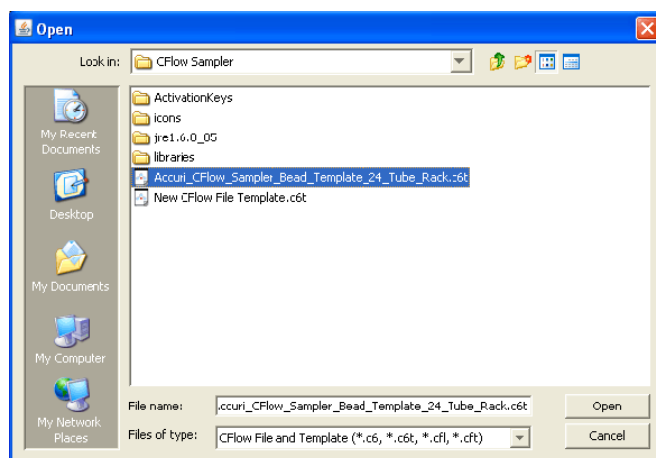 Open
Look in:
CFlow Sampler
My Recent
Documents
Desktop
My Documents
My Computer
My Network
Places
ActivationKeys
icons
jre1.6.0_05
libraries
Accuri_CFlow_Sampler_Bead_Template_24_Tube_Rack.c6t
New CFlow File Template.c6t
File name:
.ccuri_CFlow_Sampler_Bead_Template_24_Tube_Rack.c6t
Open
Files of type:
CFlow File and Template (*.c6, *.c6t, *.cfl, *.cft)
Cancel